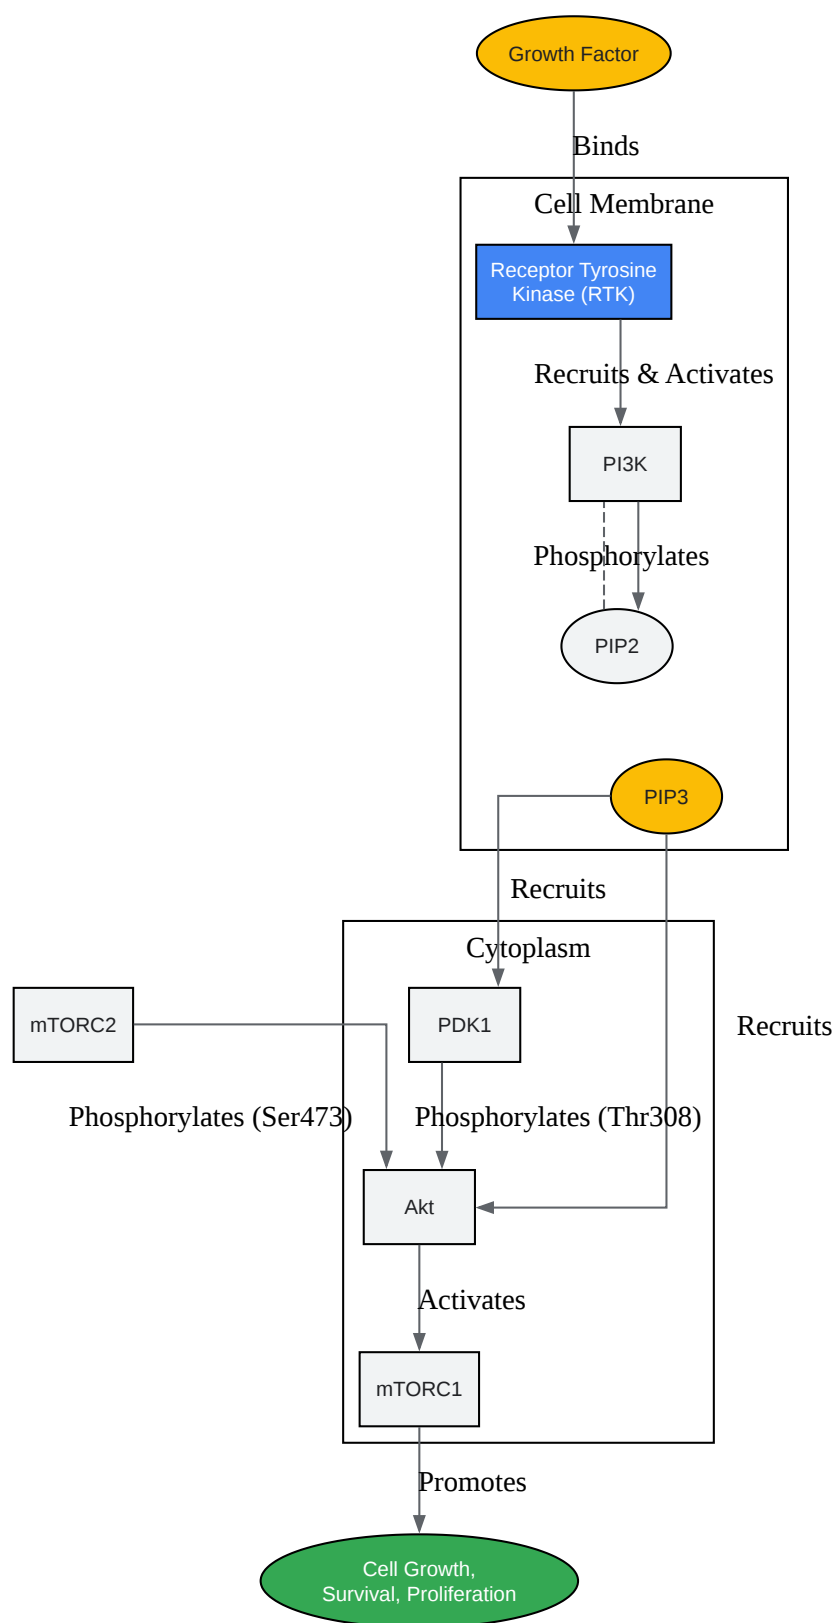 Growth Factor
Binds
Cell Membrane
Receptor Tyrosine
Kinase (RTK)
Recruits & Activates
PI3K
Phosphorylates
PIP2
PIP3
Recruits
Cytoplasm
mTORC2
PDK1
Recruits
Phosphorylates (Ser473)
Phosphorylates (Thr308)
Akt
Activates
mTORC1
Promotes
Cell Growth,
Survival, Proliferation